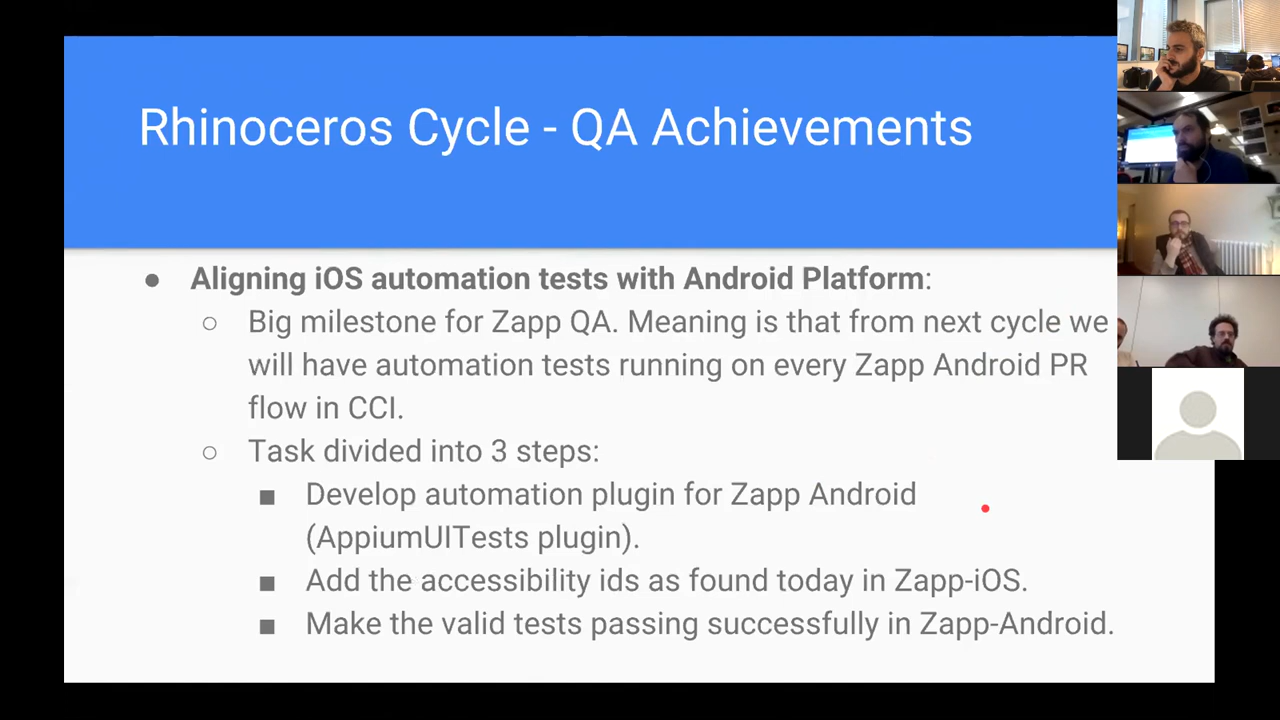 Rhinoceros Cycle - QA Achievements
● Aligning iOS automation tests with Android Platform:
○ Big milestone for Zapp QA. Meaning is that from next cycle we
will have automation tests running on every Zapp Android PR
flow in CCI.
○ Task divided into 3 steps:
■ Develop automation plugin for Zapp Android
(AppiumUITests plugin).
■ Add the accessibility ids as found today in Zapp-iOS.
■ Make the valid tests passing successfully in Zapp-Android.